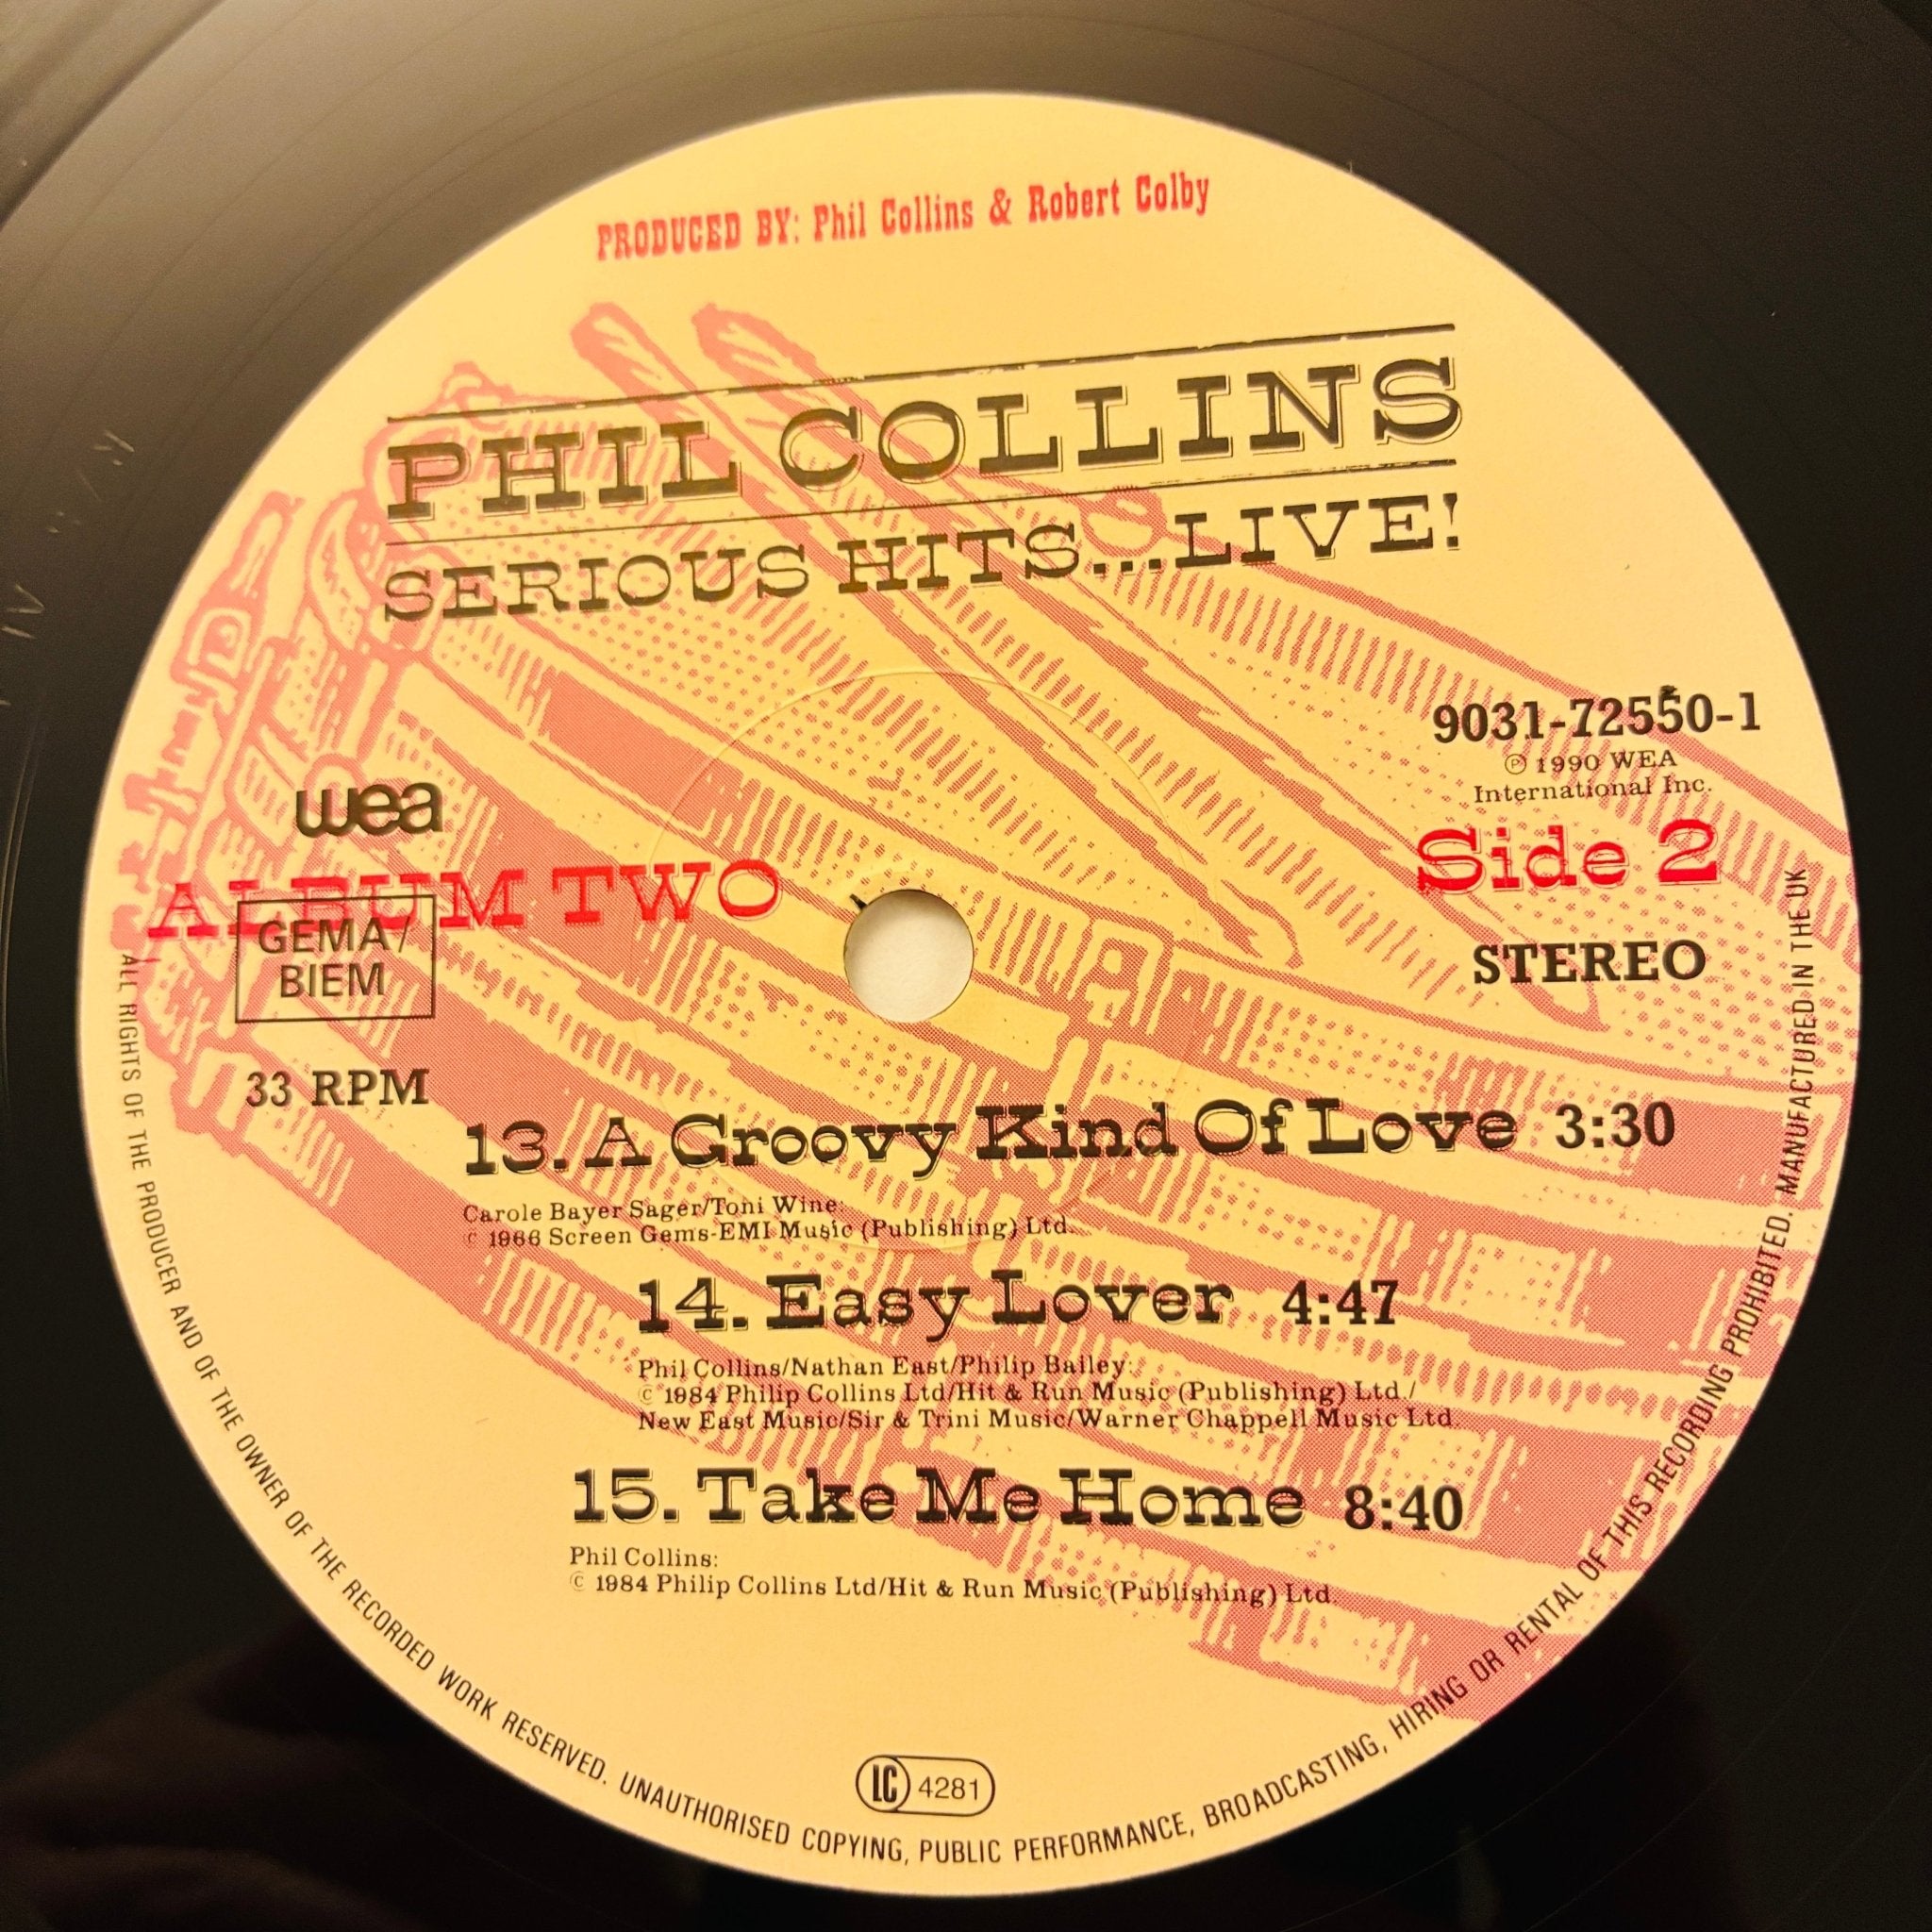 PRODUCED BY: Phil Collins & Robert Colby
PHIL COLLINS
SERIOUS HITS...LIVE!
9031-72550-1
Ⓟ 1990 WEA
International Inc.
wea
ALBUM TWO
Side 2
GEMA/
BIEM
STEREO
33 RPM
13. A Groovy Kind Of Love 3:30
Carole Bayer Sager/Toni Wine:
© 1966 Screen Gems-EMI Music (Publishing) Ltd.
14. Easy Lover 4:47
Phil Collins/Nathan East/Philip Bailey:
© 1984 Philip Collins Ltd/Hit & Run Music (Publishing) Ltd./
New East Music/Sir & Trini Music/Warner Chappell Music Ltd.
15. Take Me Home 8:40
Phil Collins:
© 1984 Philip Collins Ltd/Hit & Run Music (Publishing) Ltd.
LC 4281
ALL RIGHTS OF THE PRODUCER AND OF THE OWNER OF THE RECORDED WORK RESERVED. UNAUTHORISED COPYING, PUBLIC PERFORMANCE, BROADCASTING, HIRING OR RENTAL OF THIS RECORDING PROHIBITED. MANUFACTURED IN THE UK